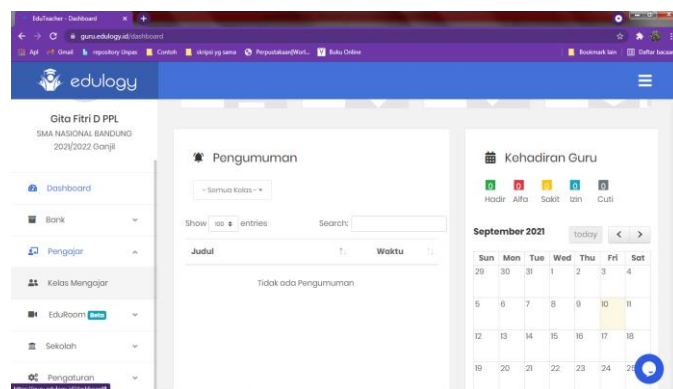 EduTeacher - Dashboard
guru.edulogy.id/dashboard
Apl
Gmail
repository Unpas
Contoh
skripsi yg sama
Perpustakaan|Worl...
Buku Online
Bookmark lain
Daftar bacaan
edulogy
Gita Fitri D PPL
SMA NASIONAL BANDUNG
2021/2022 Ganjil
Dashboard
Bank
Pengajar
Kelas Mengajar
EduRoom Beta
Sekolah
Pengaturan
Pengumuman
- Semua Kelas -
Show 100 entries
Search:
Judul
Waktu
Tidak ada Pengumuman
Kehadiran Guru
0 0 0 0 0
Hadir Alfa Sakit Izin Cuti
September 2021
today
Sun Mon Tue Wed Thu Fri Sat
29 30 31 1 2 3 4
5 6 7 8 9 10 11
12 13 14 15 16 17 18
19 20 21 22 23 24 25